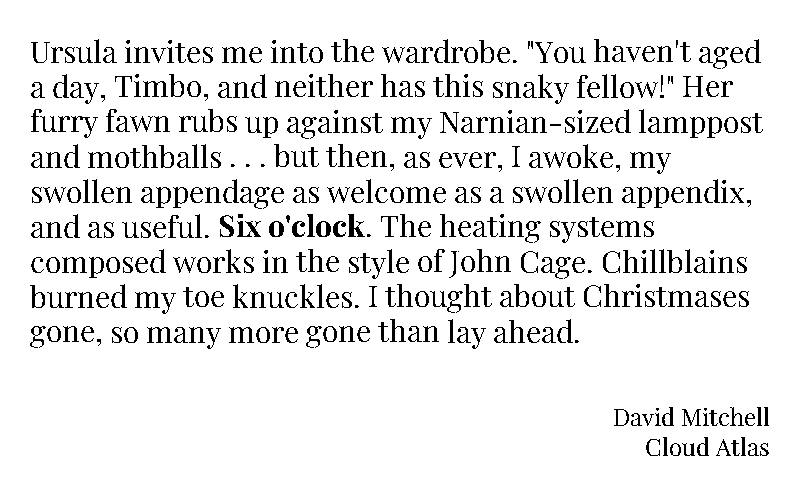 Ursula invites me into the wardrobe. "You haven't aged
a day, Timbo, and neither has this snaky fellow!" Her
furry fawn rubs up against my Narnian-sized lamppost
and mothballs . . . but then, as ever, I awoke, my
swollen appendage as welcome as a swollen appendix,
and as useful. Six o'clock. The heating systems
composed works in the style of John Cage. Chillblains
burned my toe knuckles. I thought about Christmases
gone, so many more gone than lay ahead.
David Mitchell
Cloud Atlas